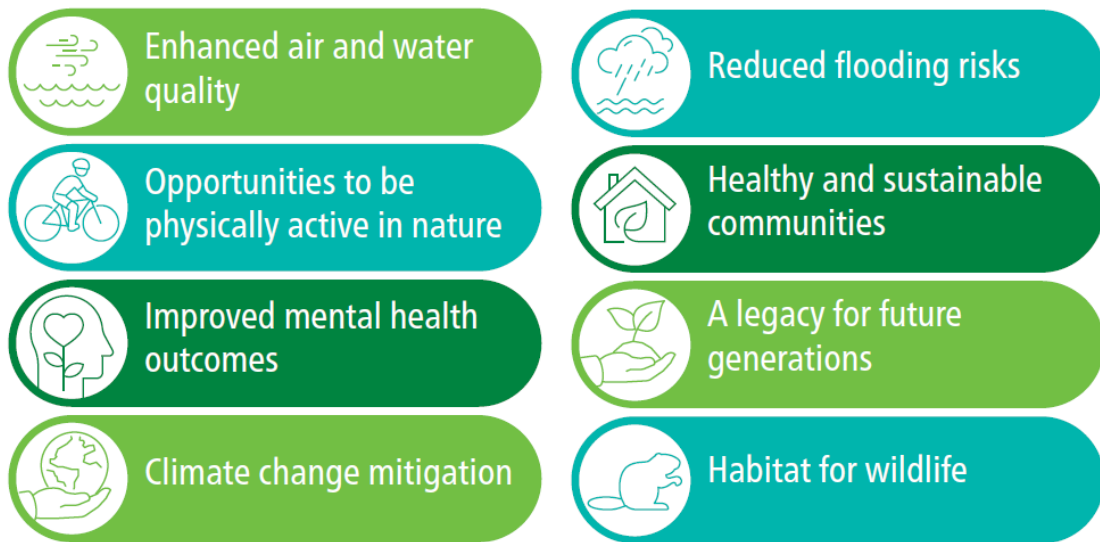 Enhanced air and water
quality
Opportunities to be
physically active in nature
Improved mental health
outcomes
Climate change mitigation
Reduced flooding risks
Healthy and sustainable
communities
A legacy for future
generations
Habitat for wildlife